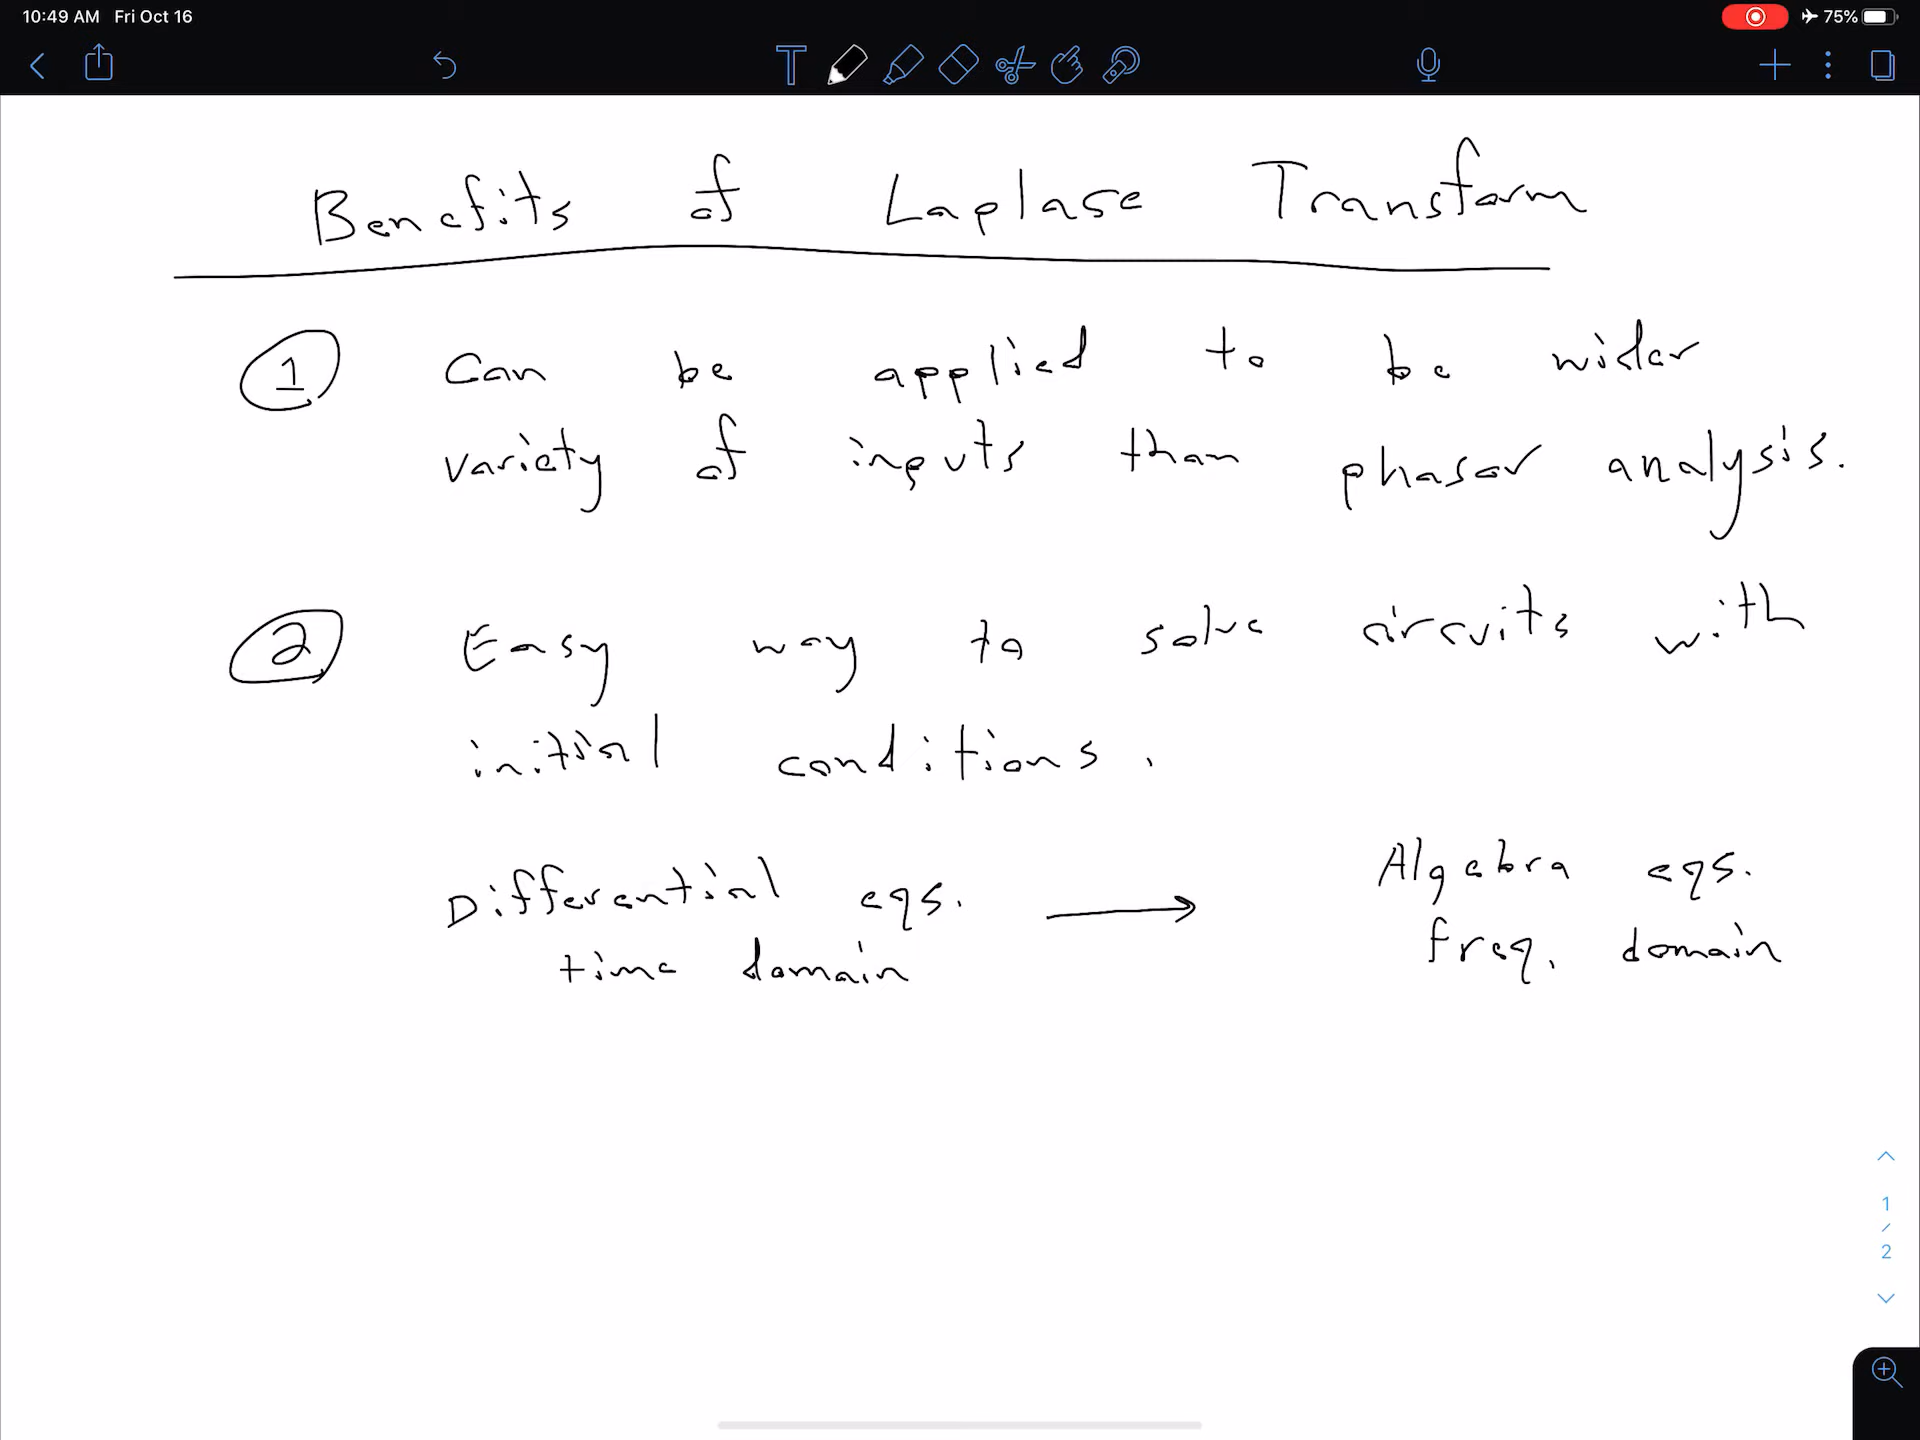 10:49 AM Fri Oct 16
75%
T
Benefits of Laplase Transform
1 Can be applied to be wider
variety of inputs than phasor analysis.
2 Easy way to solve circuits with
initial conditions.
Differential eqs. → Algebra eqs.
time domain freq. domain
1
/
2